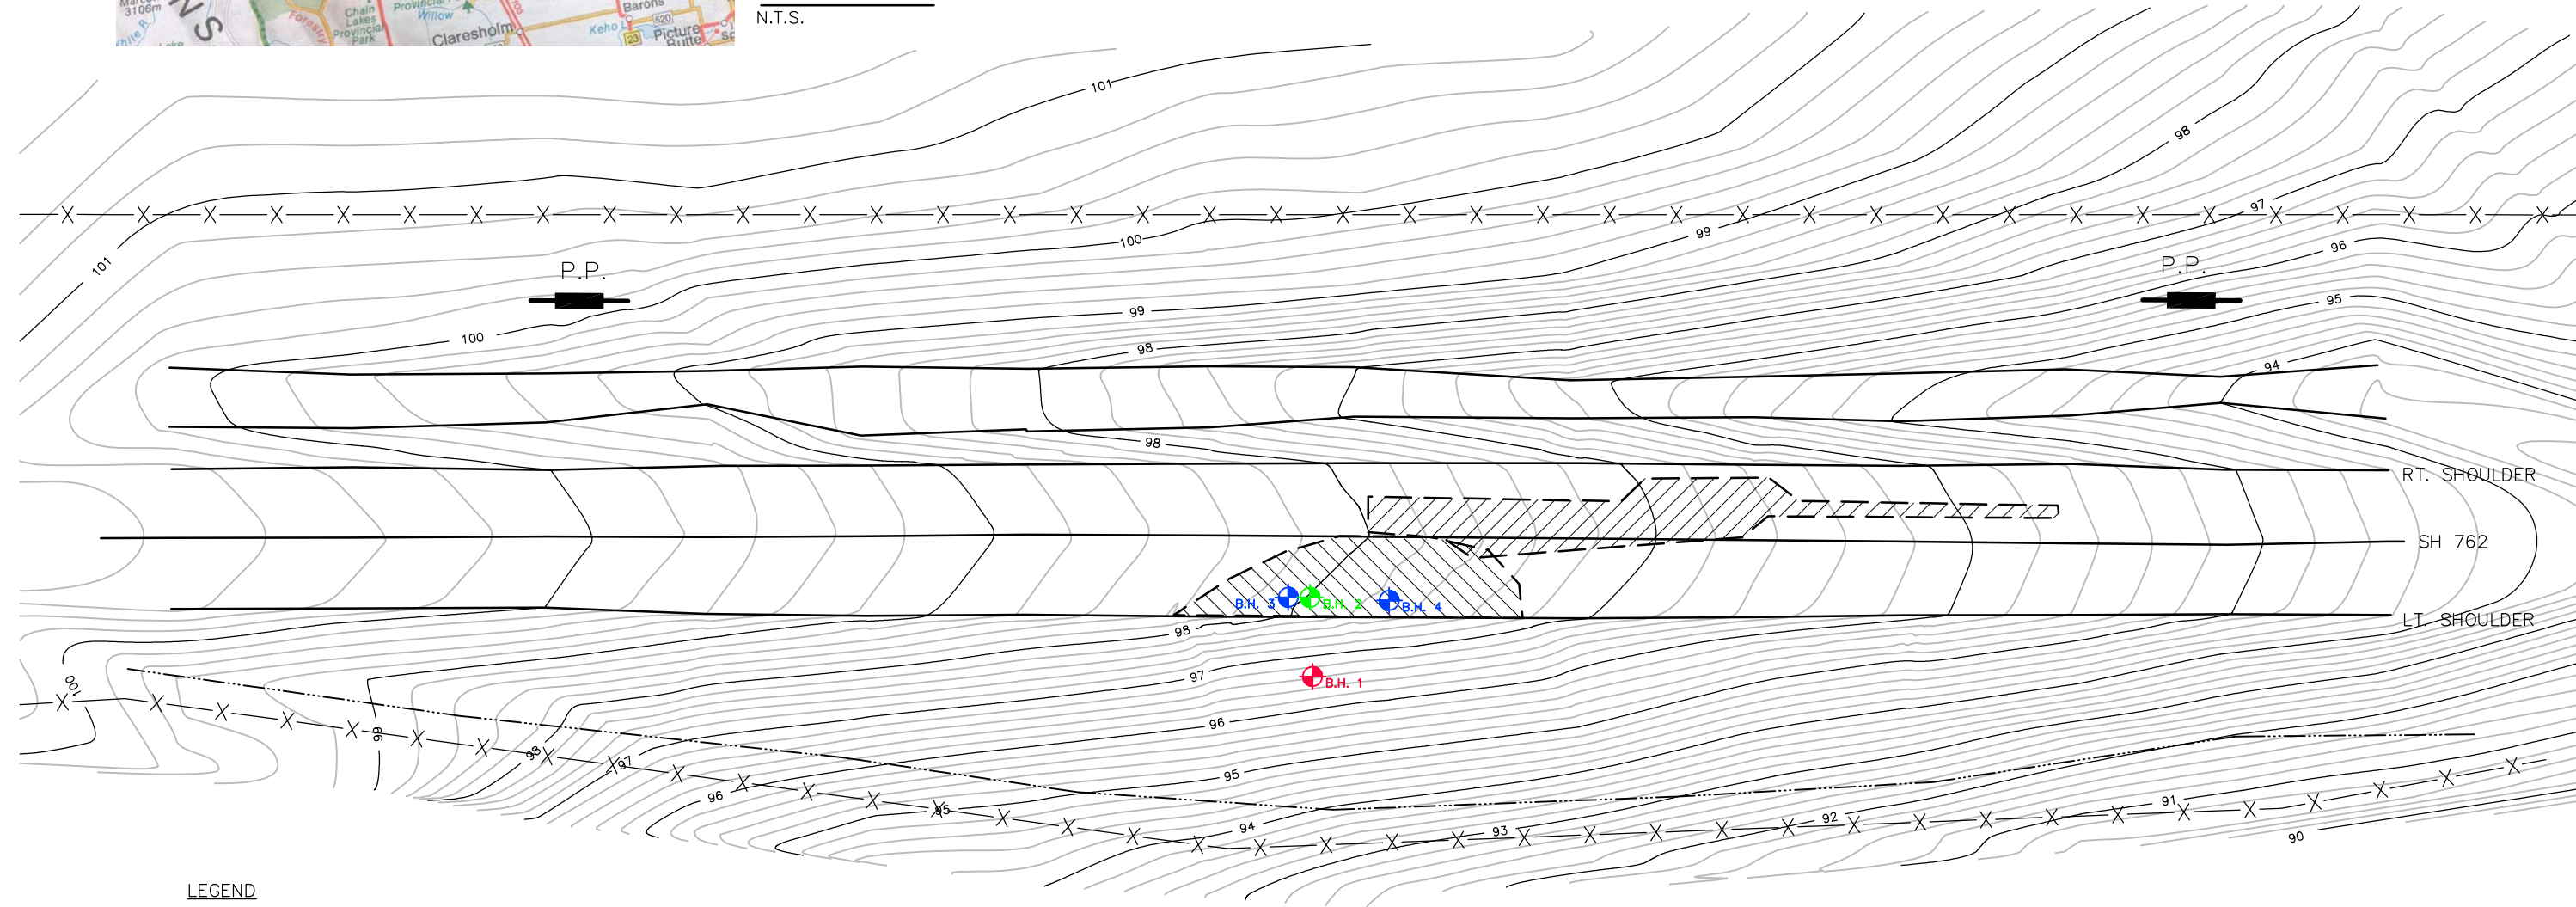 3106m
N S
Forestry
Chain
Lakes
Provincial
Park
Willow
Claresholm
Barons
520
Keho L
23
Picture
Butte
N.T.S.
101
98
97
100
101
99
96
P.P.
P.P.
95
99
100
98
94
98
RT. SHOULDER
SH 762
B.H. 3
B.H. 2
B.H. 4
LT. SHOULDER
98
97
B.H. 1
100
99
96
98
97
95
96
95
94
93
92
91
90
LEGEND